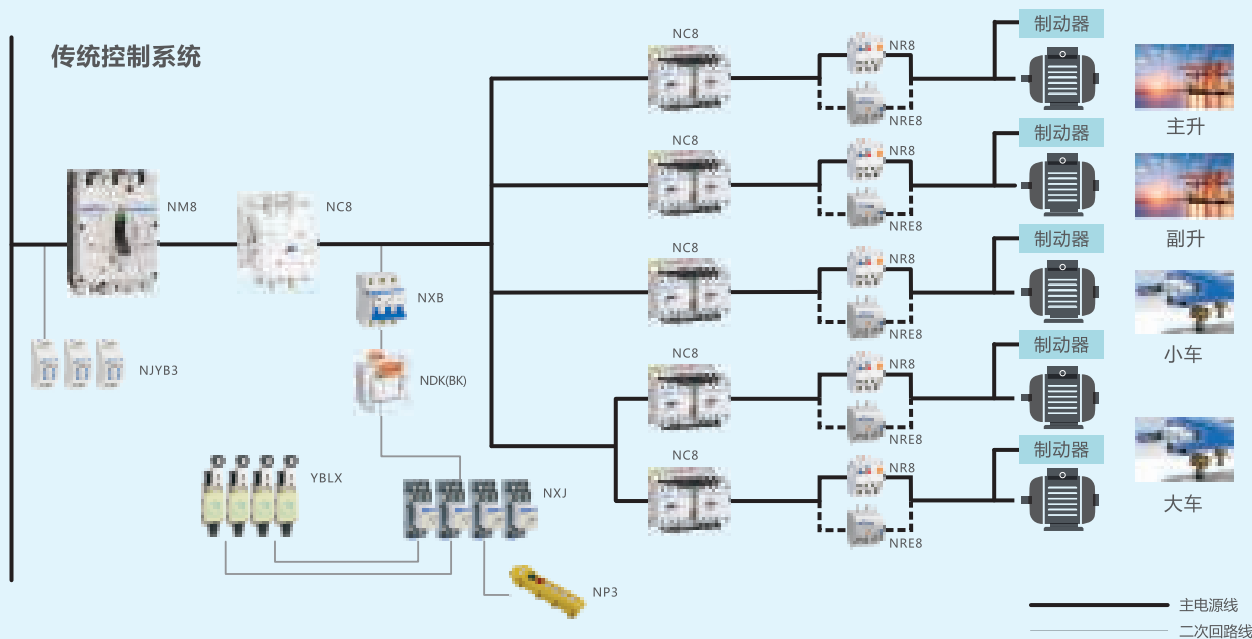 传统控制系统
NM8
NC8
NJYB3
NXB
NDK(BK)
YBLX
NXJ
NP3
NC8
NR8
NRE8
制动器
主升
NC8
NR8
NRE8
制动器
副升
NC8
NR8
NRE8
制动器
小车
NC8
NR8
NRE8
制动器
NC8
NR8
NRE8
制动器
大车
主电源线
二次回路线